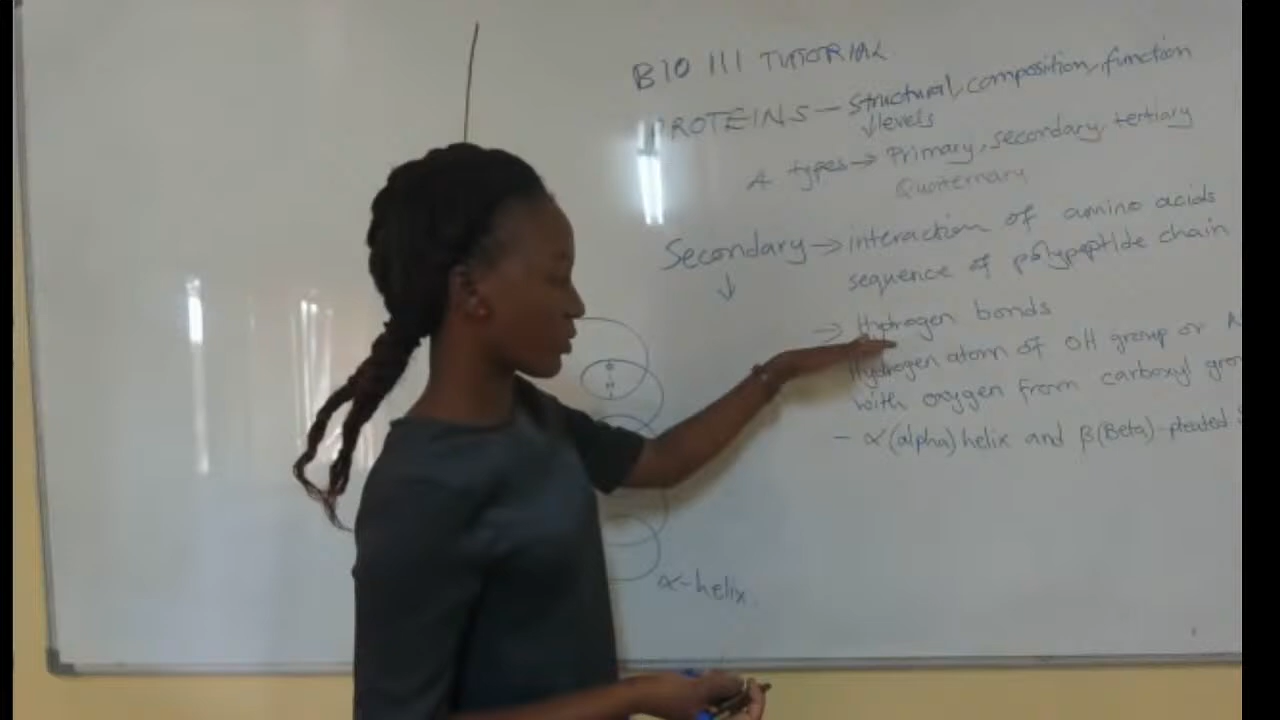 BIO 111 TUTORIAL
PROTEINS — structural, composition, function
↓ levels
4 types → Primary, secondary, tertiary
Quaternary
Secondary → interaction of amino acids
↓ sequence of polypeptide chain
→ Hydrogen bonds
Hydrogen atom of OH group or
with oxygen from carboxyl
- α (alpha) helix and β (Beta)-pleated
α-helix